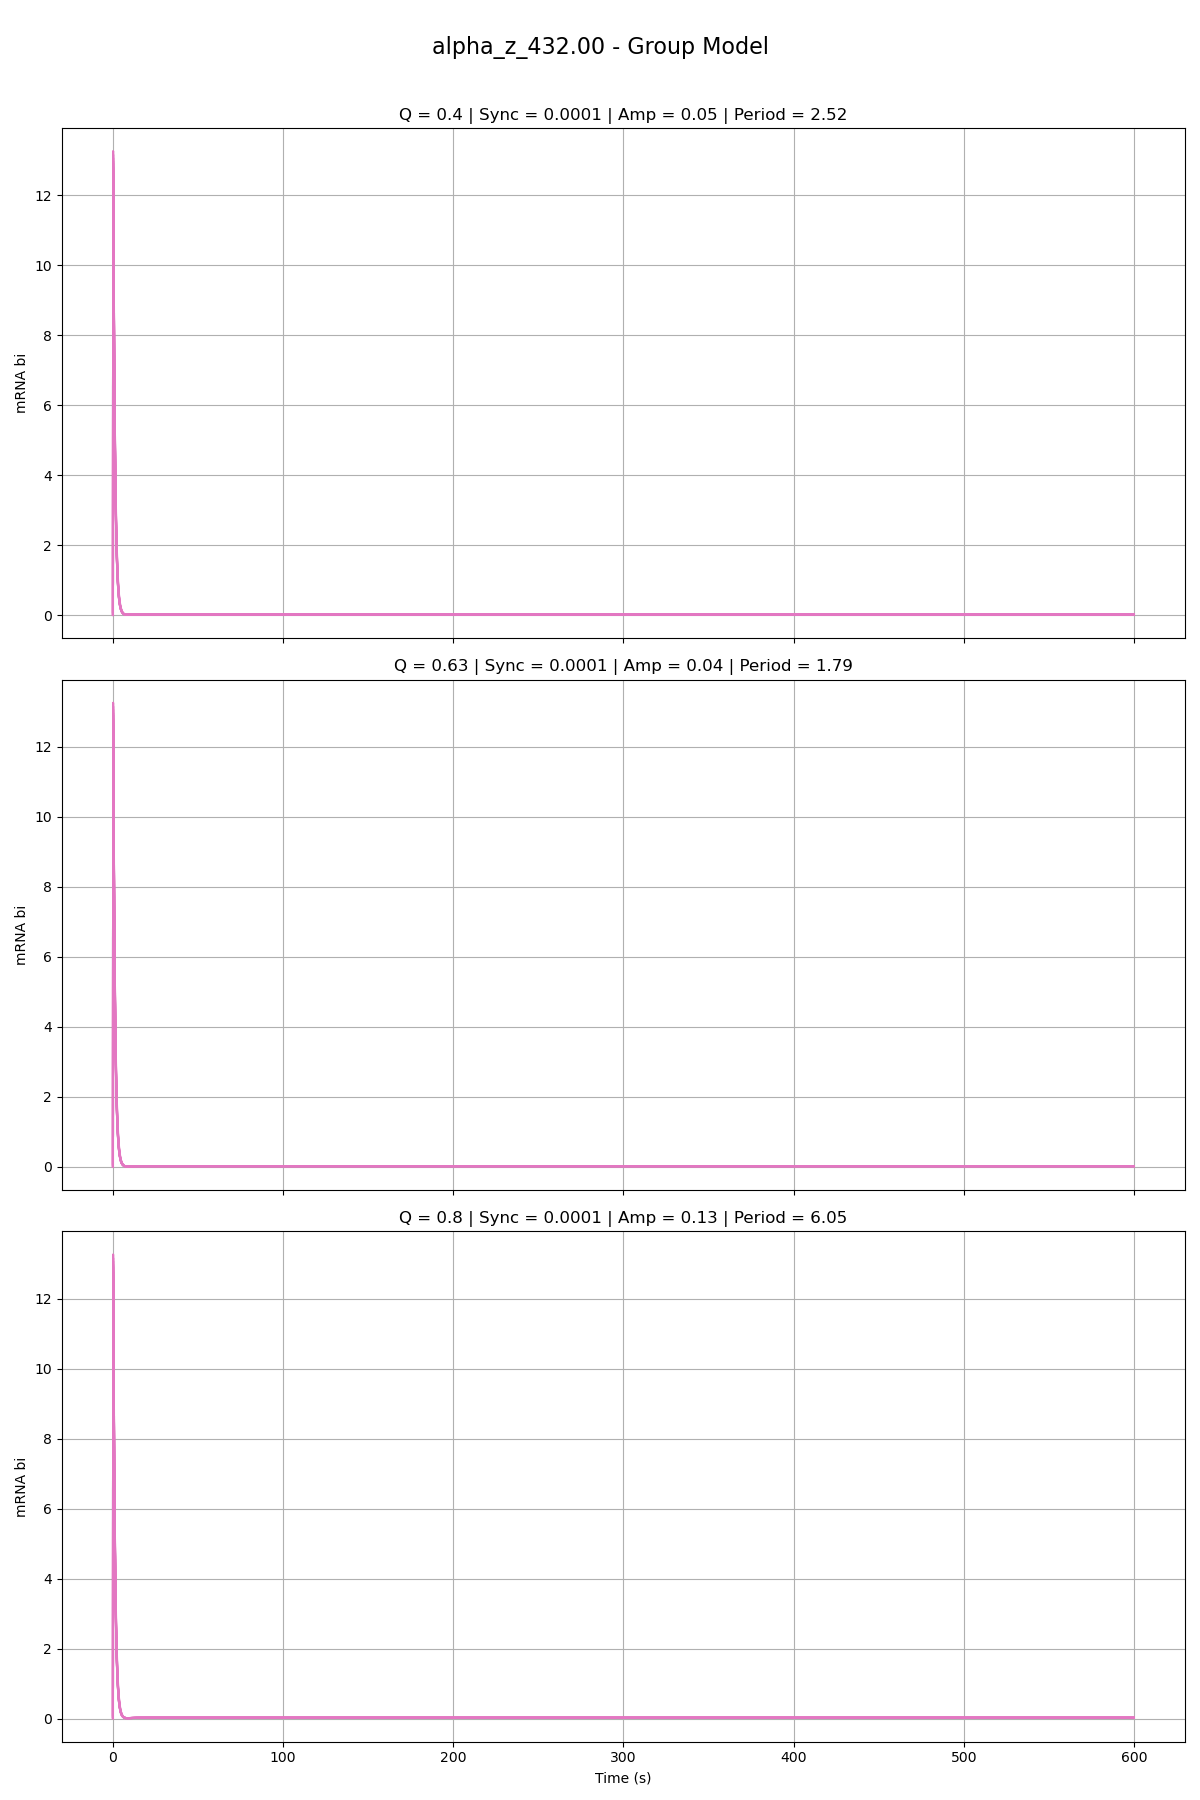 alpha_z_432.00 - Group Model
Q = 0.4 | Sync = 0.0001 | Amp = 0.05 | Period = 2.52
12
10
8
6
4
2
0
mRNA bi
Q = 0.63 | Sync = 0.0001 | Amp = 0.04 | Period = 1.79
12
10
8
6
4
2
0
mRNA bi
Q = 0.8 | Sync = 0.0001 | Amp = 0.13 | Period = 6.05
12
10
8
6
4
2
0
mRNA bi
0 100 200 300 400 500 600
Time (s)